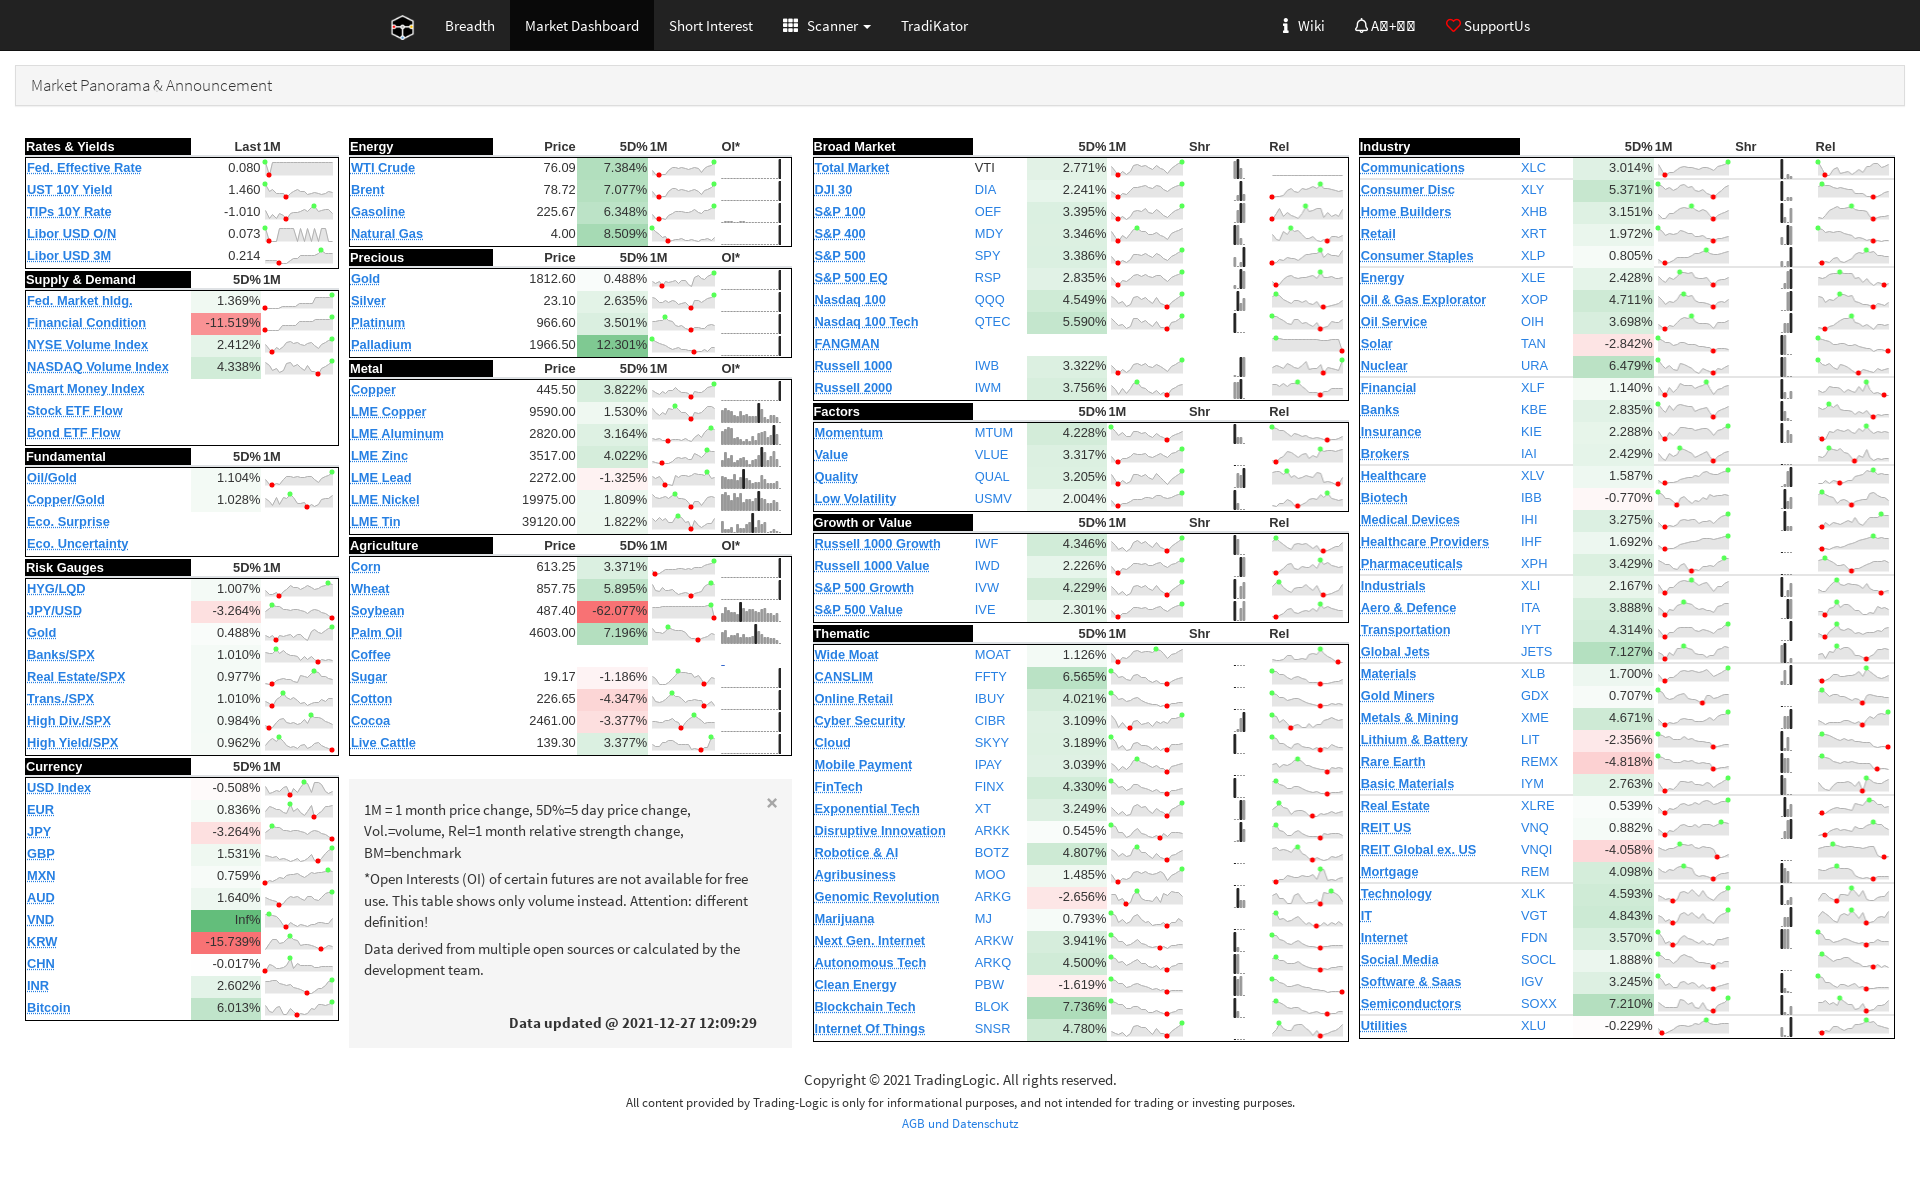 Breadth Market Dashboard Short Interest Scanner TradiKator Wiki SupportUs
Market Panorama & Announcement
Rates & Yields Last 1M
Fed. Effective Rate 0.080
UST 10Y Yield 1.460
TIPs 10Y Rate -1.010
Libor USD O/N 0.073
Libor USD 3M 0.214
Supply & Demand 5D% 1M
Fed. Market hldg. 1.369%
Financial Condition -11.519%
NYSE Volume Index 2.412%
NASDAQ Volume Index 4.338%
Smart Money Index
Stock ETF Flow
Bond ETF Flow
Fundamental 5D% 1M
Oil/Gold 1.104%
Copper/Gold 1.028%
Eco. Surprise
Eco. Uncertainty
Risk Gauges 5D% 1M
HYG/LQD 1.007%
JPY/USD -3.264%
Gold 0.488%
Banks/SPX 1.010%
Real Estate/SPX 0.977%
Trans./SPX 1.010%
High Div./SPX 0.984%
High Yield/SPX 0.962%
Currency 5D% 1M
USD Index -0.508%
EUR 0.836%
JPY -3.264%
GBP 1.531%
MXN 0.759%
AUD 1.640%
VND Inf%
KRW -15.739%
CHN -0.017%
INR 2.602%
Bitcoin 6.013%
Energy Price 5D% 1M OI*
WTI Crude 76.09 7.384%
Brent 78.72 7.077%
Gasoline 225.67 6.348%
Natural Gas 4.00 8.509%
Precious Price 5D% 1M OI*
Gold 1812.60 0.488%
Silver 23.10 2.635%
Platinum 966.60 3.501%
Palladium 1966.50 12.301%
Metal Price 5D% 1M OI*
Copper 445.50 3.822%
LME Copper 9590.00 1.530%
LME Aluminum 2820.00 3.164%
LME Zinc 3517.00 4.022%
LME Lead 2272.00 -1.325%
LME Nickel 19975.00 1.809%
LME Tin 39120.00 1.822%
Agriculture Price 5D% 1M OI*
Corn 613.25 3.371%
Wheat 857.75 5.895%
Soybean 487.40 -62.077%
Palm Oil 4603.00 7.196%
Coffee
Sugar 19.17 -1.186%
Cotton 226.65 -4.347%
Cocoa 2461.00 -3.377%
Live Cattle 139.30 3.377%
×
1M = 1 month price change, 5D%=5 day price change,
Vol.=volume, Rel=1 month relative strength change,
BM=benchmark
*Open Interests (OI) of certain futures are not available for free
use. This table shows only volume instead. Attention: different
definition!
Data derived from multiple open sources or calculated by the
development team.
Data updated @ 2021-12-27 12:09:29
Broad Market 5D% 1M Shr Rel
Total Market VTI 2.771%
DJI 30 DIA 2.241%
S&P 100 OEF 3.395%
S&P 400 MDY 3.346%
S&P 500 SPY 3.386%
S&P 500 EQ RSP 2.835%
Nasdaq 100 QQQ 4.549%
Nasdaq 100 Tech QTEC 5.590%
FANGMAN
Russell 1000 IWB 3.322%
Russell 2000 IWM 3.756%
Factors 5D% 1M Shr Rel
Momentum MTUM 4.228%
Value VLUE 3.317%
Quality QUAL 3.205%
Low Volatility USMV 2.004%
Growth or Value 5D% 1M Shr Rel
Russell 1000 Growth IWF 4.346%
Russell 1000 Value IWD 2.226%
S&P 500 Growth IVW 4.229%
S&P 500 Value IVE 2.301%
Thematic 5D% 1M Shr Rel
Wide Moat MOAT 1.126%
CANSLIM FFTY 6.565%
Online Retail IBUY 4.021%
Cyber Security CIBR 3.109%
Cloud SKYY 3.189%
Mobile Payment IPAY 3.039%
FinTech FINX 4.330%
Exponential Tech XT 3.249%
Disruptive Innovation ARKK 0.545%
Robotice & AI BOTZ 4.807%
Agribusiness MOO 1.485%
Genomic Revolution ARKG -2.656%
Marijuana MJ 0.793%
Next Gen. Internet ARKW 3.941%
Autonomous Tech ARKQ 4.500%
Clean Energy PBW -1.619%
Blockchain Tech BLOK 7.736%
Internet Of Things SNSR 4.780%
Industry 5D% 1M Shr Rel
Communications XLC 3.014%
Consumer Disc XLY 5.371%
Home Builders XHB 3.151%
Retail XRT 1.972%
Consumer Staples XLP 0.805%
Energy XLE 2.428%
Oil & Gas Explorator XOP 4.711%
Oil Service OIH 3.698%
Solar TAN -2.842%
Nuclear URA 6.479%
Financial XLF 1.140%
Banks KBE 2.835%
Insurance KIE 2.288%
Brokers IAI 2.429%
Healthcare XLV 1.587%
Biotech IBB -0.770%
Medical Devices IHI 3.275%
Healthcare Providers IHF 1.692%
Pharmaceuticals XPH 3.429%
Industrials XLI 2.167%
Aero & Defence ITA 3.888%
Transportation IYT 4.314%
Global Jets JETS 7.127%
Materials XLB 1.700%
Gold Miners GDX 0.707%
Metals & Mining XME 4.671%
Lithium & Battery LIT -2.356%
Rare Earth REMX -4.818%
Basic Materials IYM 2.763%
Real Estate XLRE 0.539%
REIT US VNQ 0.882%
REIT Global ex. US VNQI -4.058%
Mortgage REM 4.098%
Technology XLK 4.593%
IT VGT 4.843%
Internet FDN 3.570%
Social Media SOCL 1.888%
Software & Saas IGV 3.245%
Semiconductors SOXX 7.210%
Utilities XLU -0.229%
Copyright © 2021 TradingLogic. All rights reserved.
All content provided by Trading-Logic is only for informational purposes, and not intended for trading or investing purposes.
AGB und Datenschutz